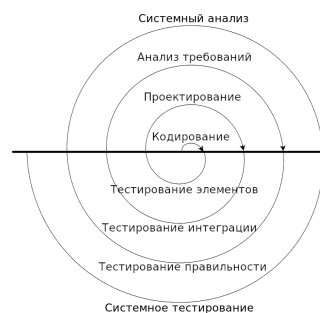 Системный анализ
Анализ требований
Проектирование
Кодирование
Тестирование элементов
Тестирование интеграции
Тестирование правильности
Системное тестирование